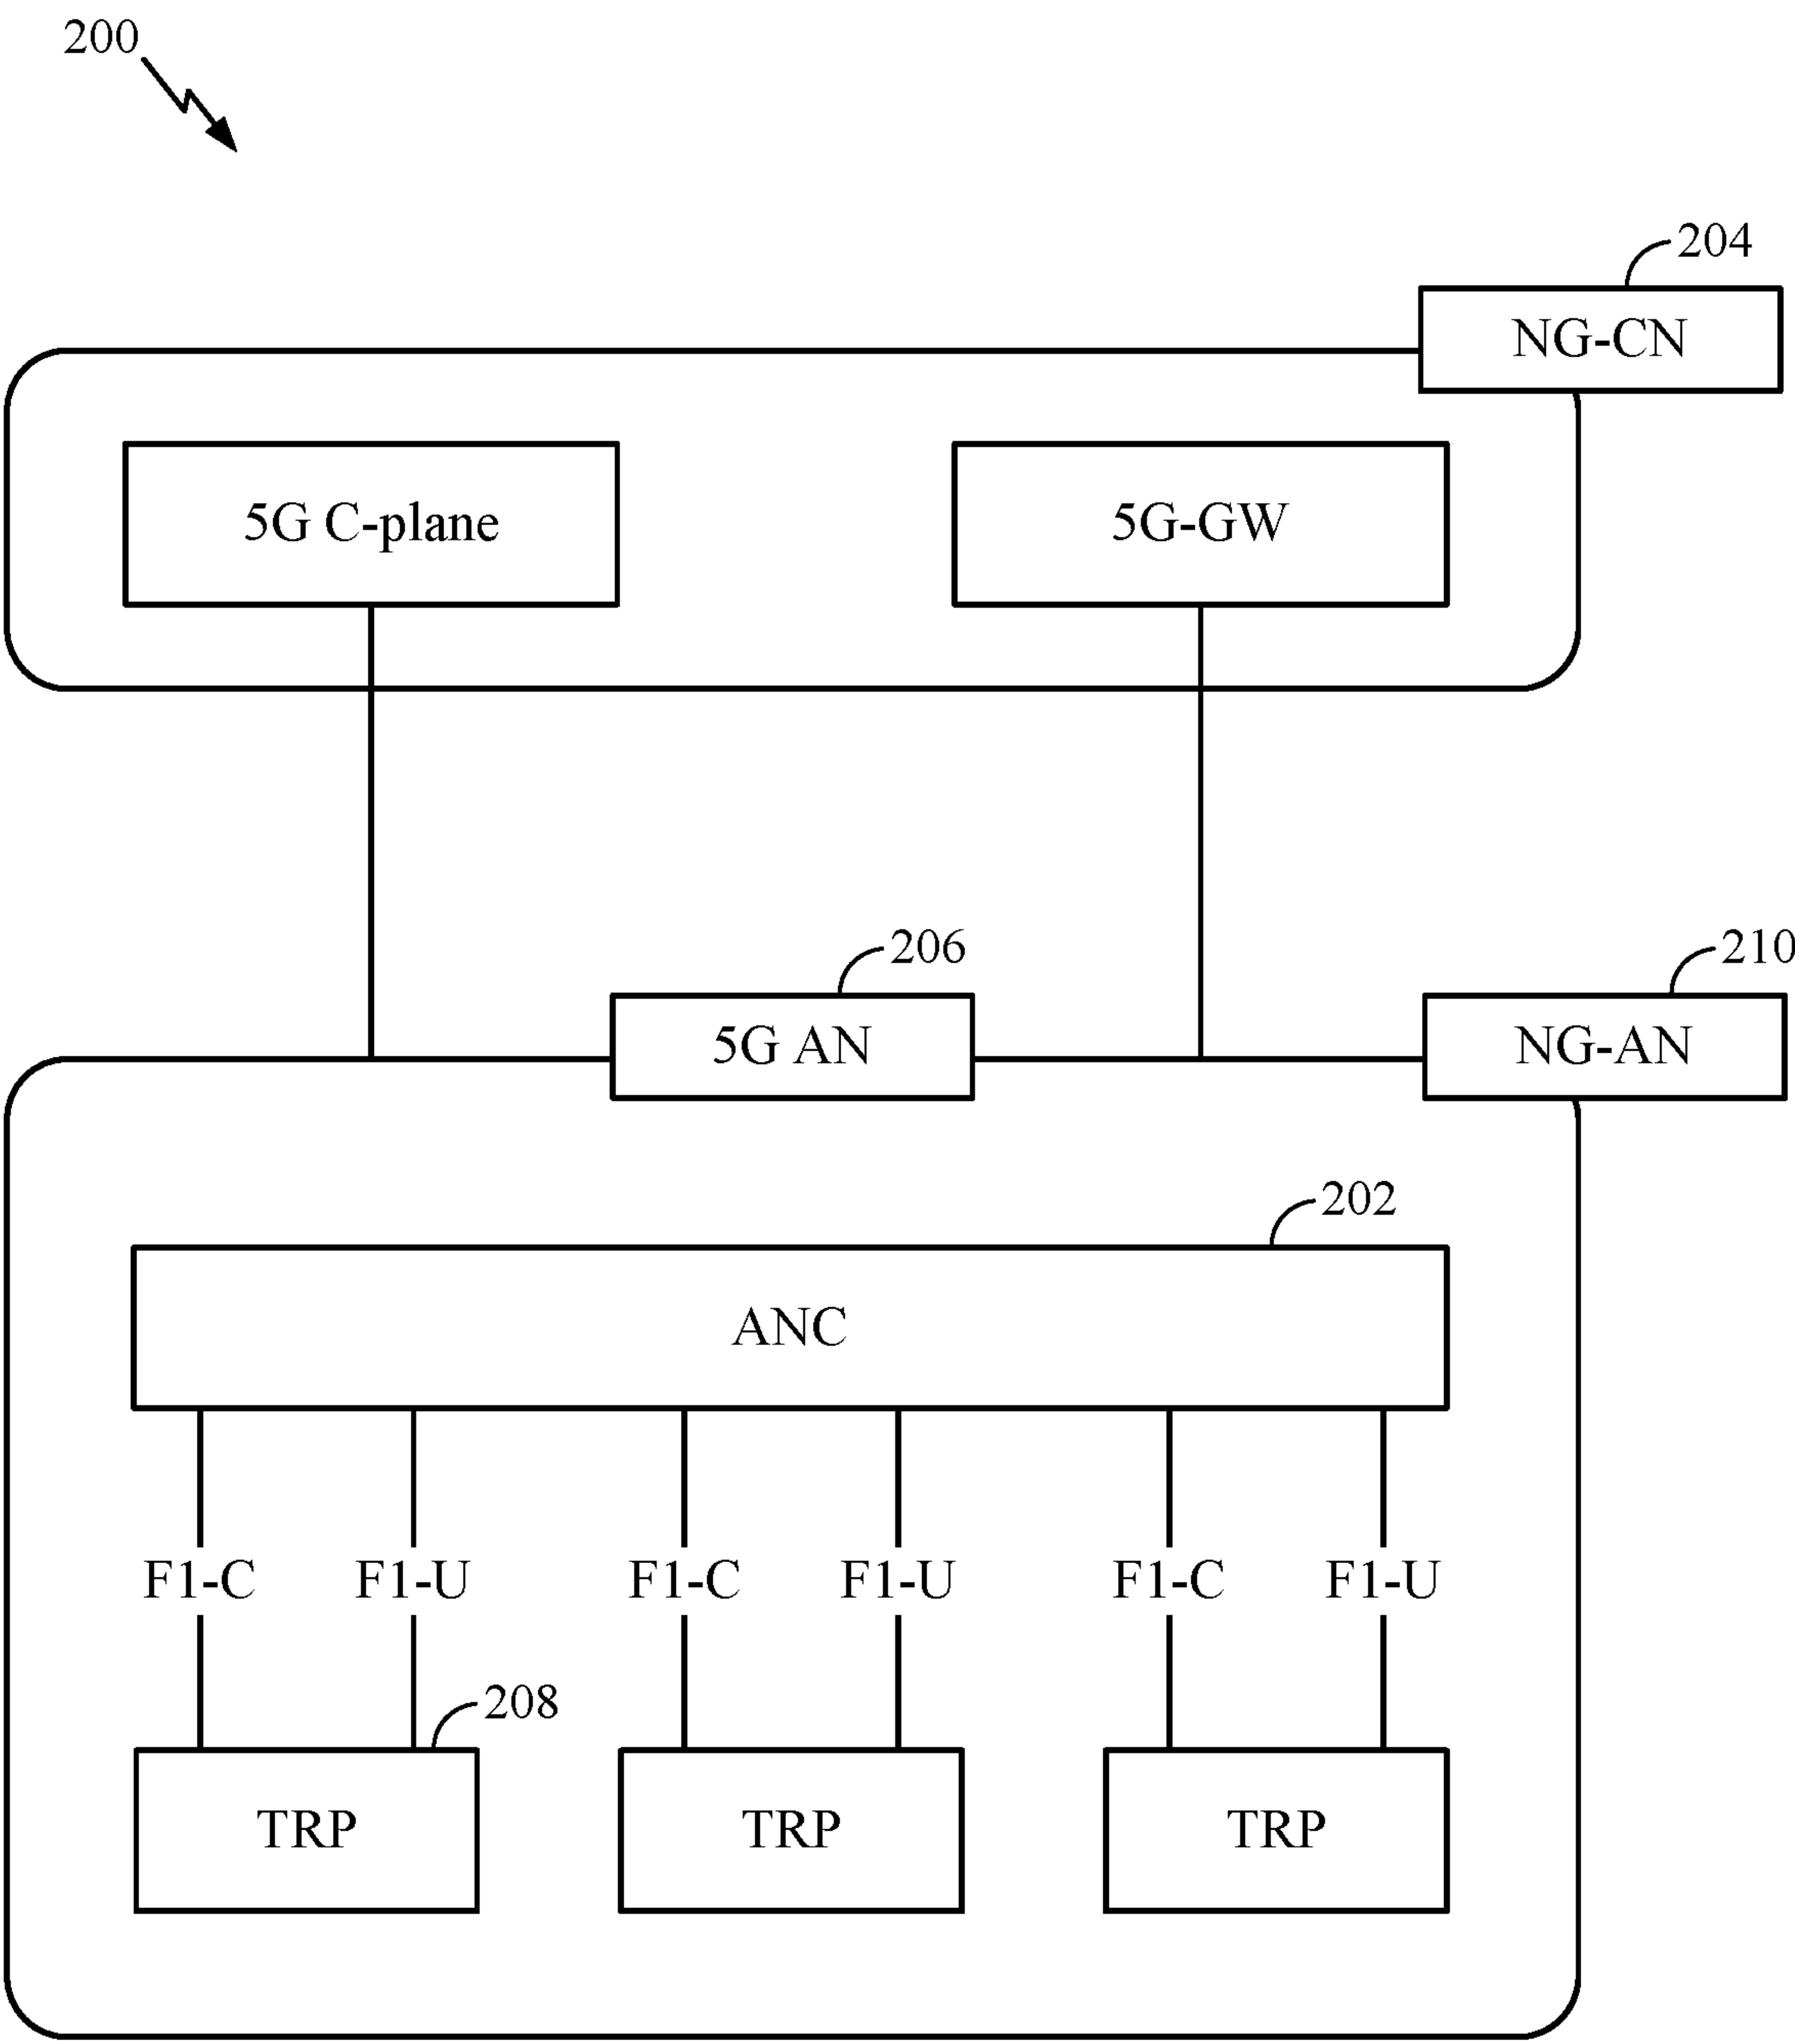 200
204
NG-CN
5G C-plane
5G-GW
206
210
5G AN
NG-AN
202
ANC
F1-C
F1-U
F1-C
F1-U
F1-C
F1-U
208
TRP
TRP
TRP